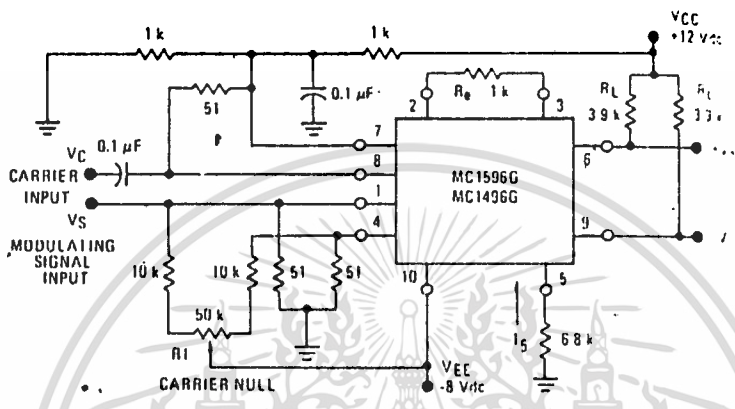 1 k
1 k
VCC
+12 Vdc
51
0.1 µF
Re
1 k
2
3
RL
3.9 k
R
0.1 µF
VC
CARRIER
INPUT
7
8
6
MC1596G
MC1496G
VS
1
MODULATING
SIGNAL
INPUT
4
9
10 k
10 k
51
51
10
5
50 k
R1
I5
6.8 k
CARRIER NULL
VEE
-8 Vdc